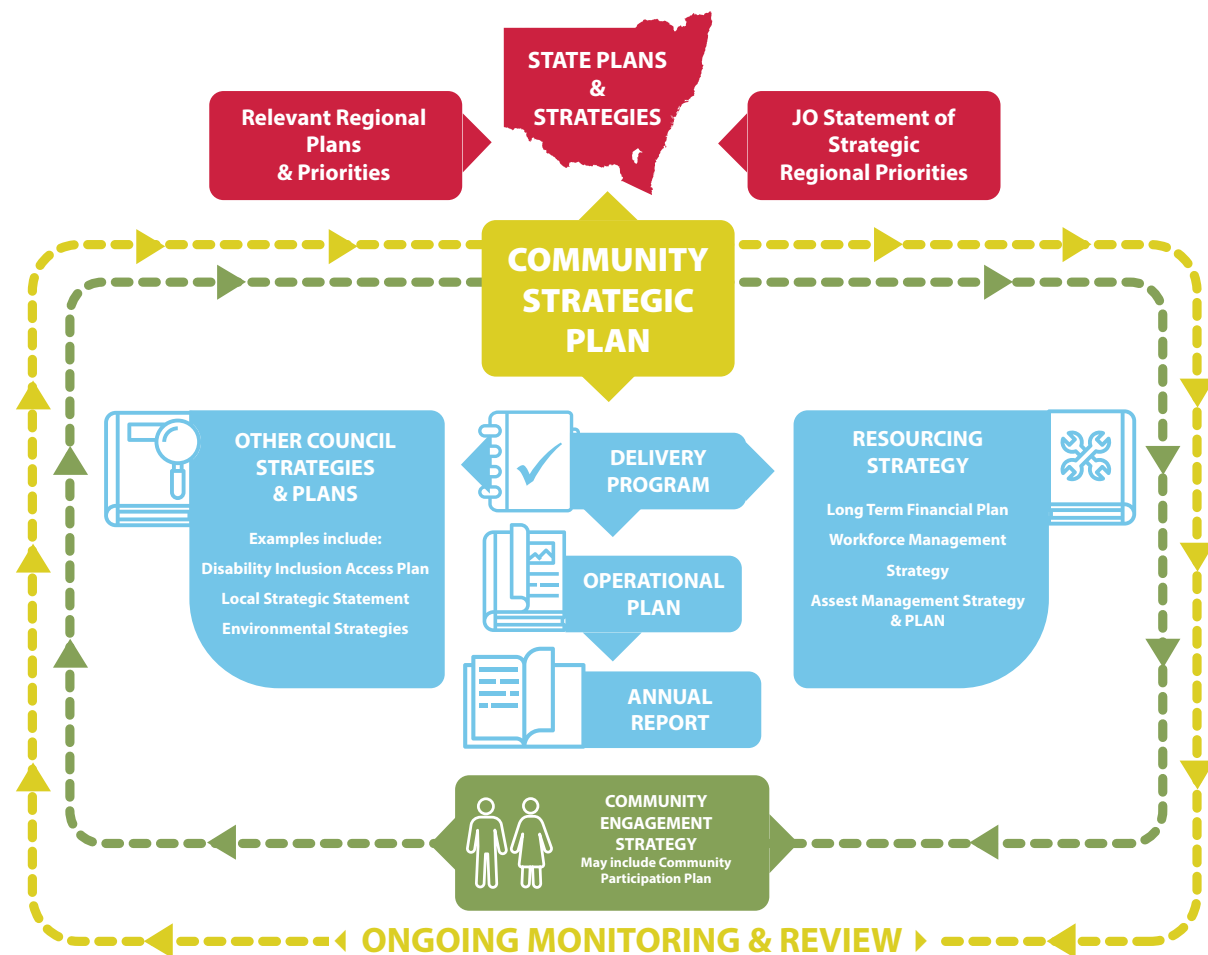 STATE PLANS
&
STRATEGIES
Relevant Regional
Plans
& Priorities
JO Statement of
Strategic
Regional Priorities
COMMUNITY
STRATEGIC
PLAN
OTHER COUNCIL
STRATEGIES
& PLANS
Examples include:
Disability Inclusion Access Plan
Local Strategic Statement
Environmental Strategies
DELIVERY
PROGRAM
OPERATIONAL
PLAN
ANNUAL
REPORT
RESOURCING
STRATEGY
Long Term Financial Plan
Workforce Management
Strategy
Assest Management Strategy
& PLAN
COMMUNITY
ENGAGEMENT
STRATEGY
May include Community
Participation Plan
ONGOING MONITORING & REVIEW